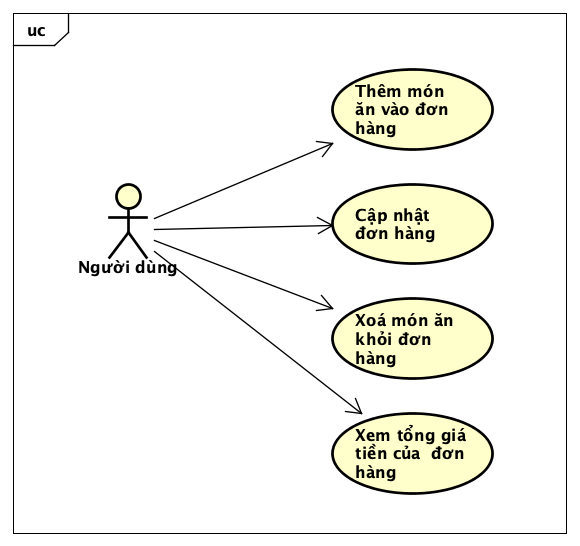 uc
Thêm món
ăn vào đơn
hàng
Cập nhật
đơn hàng
Người dùng
Xoá món ăn
khỏi đơn
hàng
Xem tổng giá
tiền của  đơn
hàng